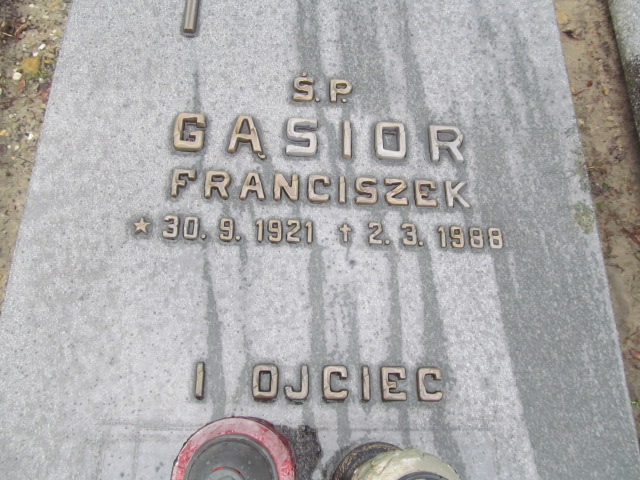 Ś.P.
GĄSIOR
FRANCISZEK
★ 30. 9. 1921 ✝ 2. 3. 1988
I OJCIEC